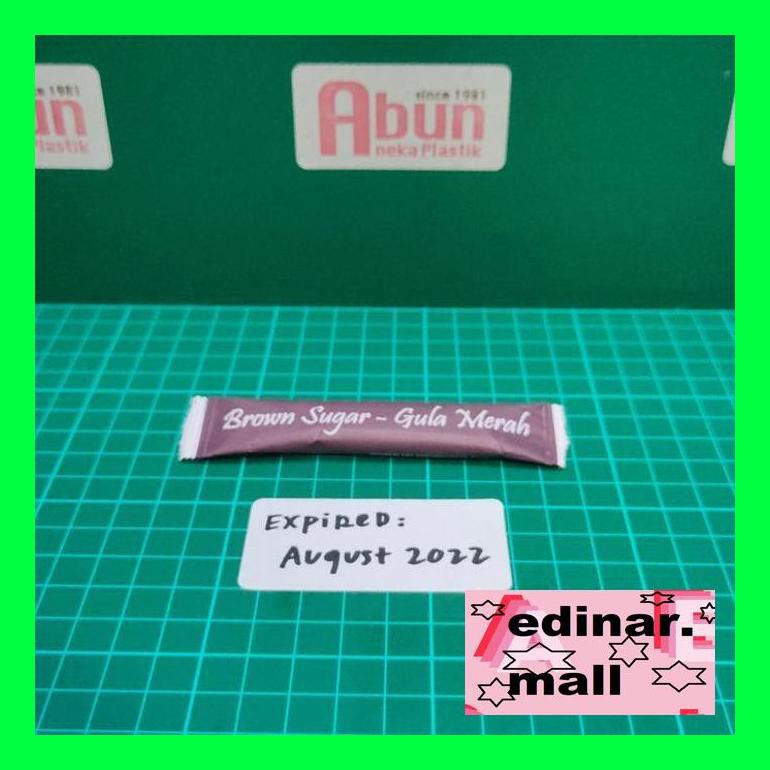 since 1981
Abun
neka Plastik
Brown Sugar - Gula Merah
Expired:
August 2022
edinar.
mall